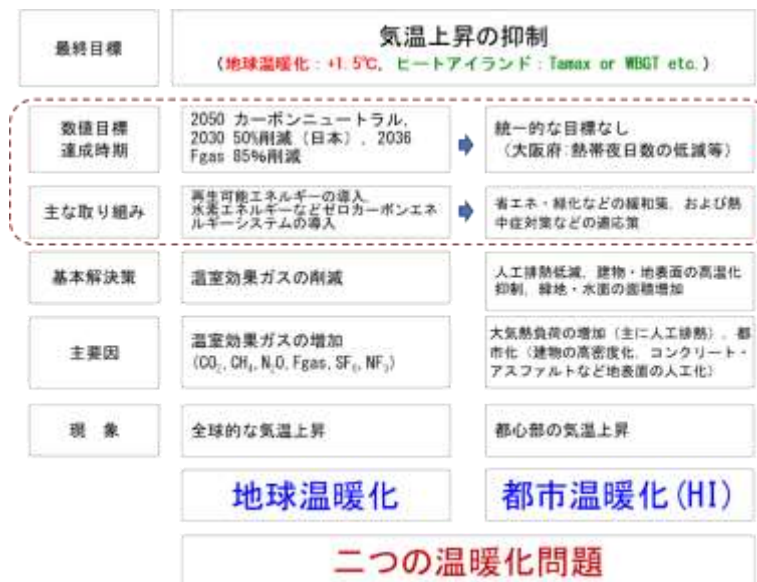 最終目標
気温上昇の抑制
(地球温暖化：+1.5℃, ヒートアイランド：Tamax or WBGT etc.)
数値目標
達成時期
2050 カーボンニュートラル,
2030 50%削減（日本）, 2036
Fgas 85%削減
統一的な目標なし
（大阪府:熱帯夜日数の低減等）
主な取り組み
再生可能エネルギーの導入,
水素エネルギーなどゼロカーボンエネ
ルギーシステムの導入
省エネ・緑化などの緩和策, および熱
中症対策などの適応策
基本解決策
温室効果ガスの削減
人工排熱低減, 建物・地表面の高温化
抑制, 緑地・水面の面積増加
主要因
温室効果ガスの増加
(CO₂, CH₄, N₂O, Fgas, SF₆, NF₃)
大気熱負荷の増加（主に人工排熱）, 都
市化（建物の高密度化, コンクリート・
アスファルトなど地表面の人工化）
現　象
全球的な気温上昇
都心部の気温上昇
地球温暖化
都市温暖化(HI)
二つの温暖化問題